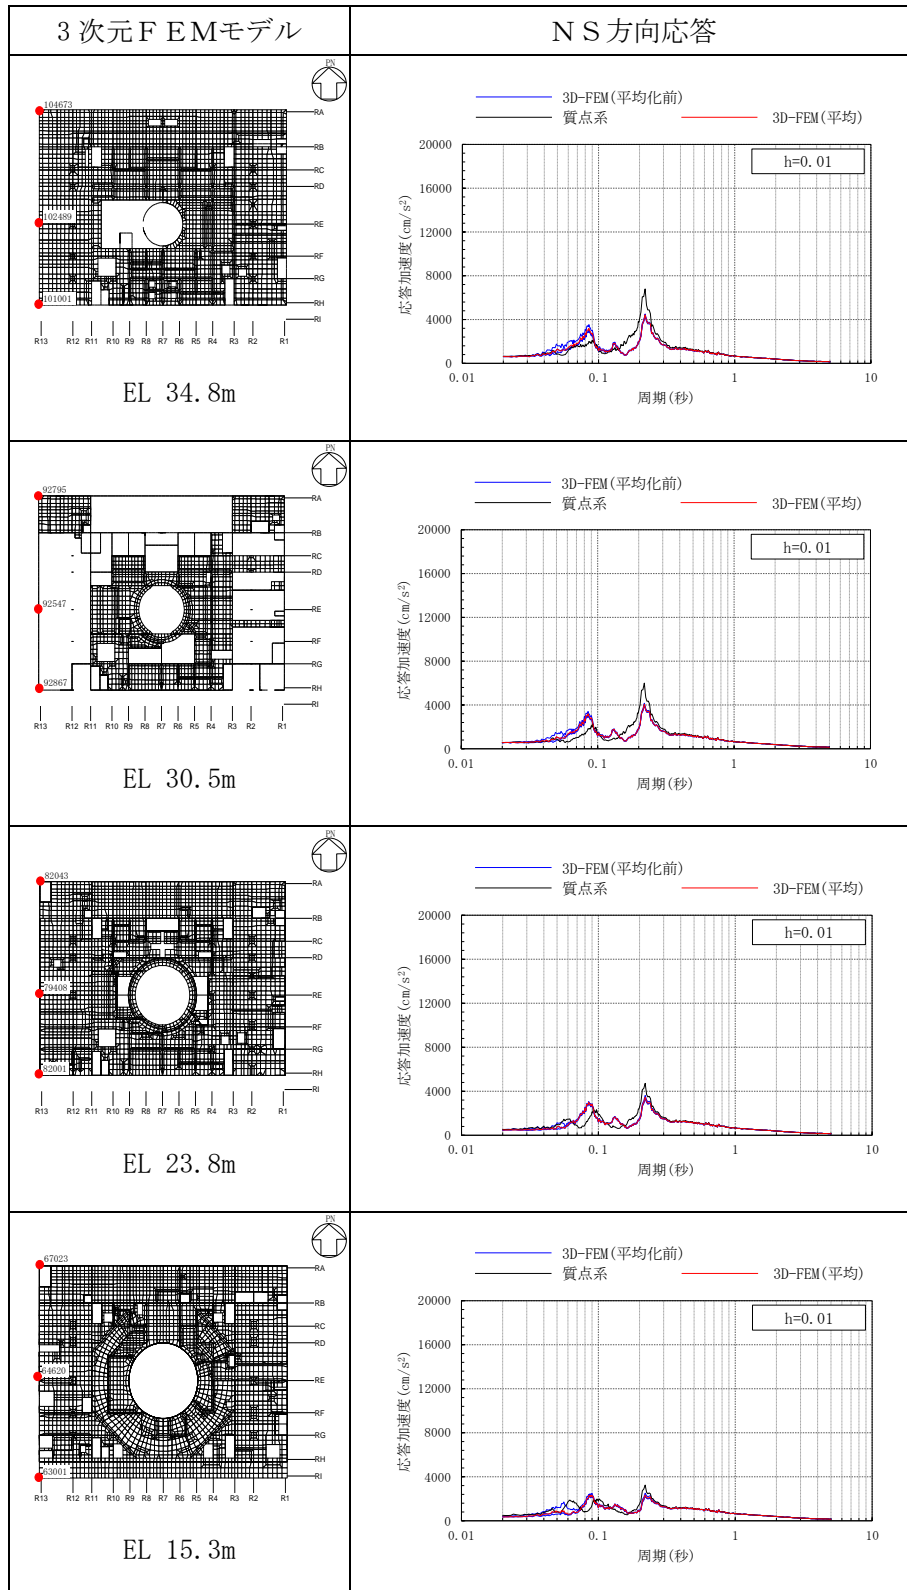 3次元ＦＥＭモデル
ＮＳ方向応答
PN
104673
102489
101001
RA
RB
RC
RD
RE
RF
RG
RH
RI
R13 R12 R11 R10 R9 R8 R7 R6 R5 R4 R3 R2 R1
EL 34.8m
3D-FEM(平均化前)
質点系 3D-FEM(平均)
h=0.01
応答加速度(cm/s²)
20000
16000
12000
8000
4000
0
0.01 0.1 1 10
周期(秒)
PN
92795
92547
92867
RA
RB
RC
RD
RE
RF
RG
RH
RI
R13 R12 R11 R10 R9 R8 R7 R6 R5 R4 R3 R2 R1
EL 30.5m
3D-FEM(平均化前)
質点系 3D-FEM(平均)
h=0.01
応答加速度(cm/s²)
20000
16000
12000
8000
4000
0
0.01 0.1 1 10
周期(秒)
PN
82043
79408
82001
RA
RB
RC
RD
RE
RF
RG
RH
RI
R13 R12 R11 R10 R9 R8 R7 R6 R5 R4 R3 R2 R1
EL 23.8m
3D-FEM(平均化前)
質点系 3D-FEM(平均)
h=0.01
応答加速度(cm/s²)
20000
16000
12000
8000
4000
0
0.01 0.1 1 10
周期(秒)
PN
67023
64620
63001
RA
RB
RC
RD
RE
RF
RG
RH
RI
R13 R12 R11 R10 R9 R8 R7 R6 R5 R4 R3 R2 R1
EL 15.3m
3D-FEM(平均化前)
質点系 3D-FEM(平均)
h=0.01
応答加速度(cm/s²)
20000
16000
12000
8000
4000
0
0.01 0.1 1 10
周期(秒)